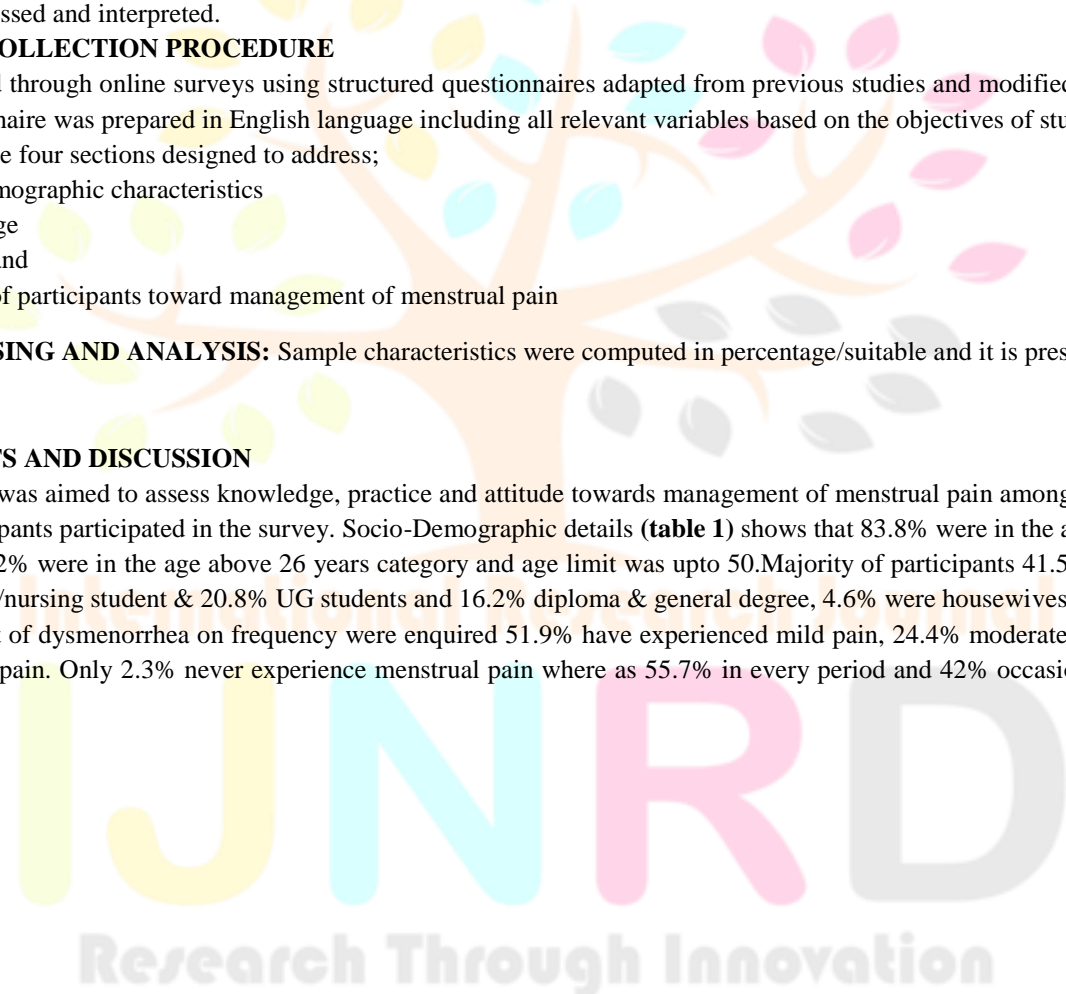 ssed and interpreted.
OLLECTION PROCEDURE
through online surveys using structured questionnaires adapted from previous studies and modified
naire was prepared in English language including all relevant variables based on the objectives of stu
e four sections designed to address;
mographic characteristics
ge
and
of participants toward management of menstrual pain
SING AND ANALYSIS: Sample characteristics were computed in percentage/suitable and it is pres
S AND DISCUSSION
was aimed to assess knowledge, practice and attitude towards management of menstrual pain among
ipants participated in the survey. Socio-Demographic details (table 1) shows that 83.8% were in the a
2% were in the age above 26 years category and age limit was upto 50.Majority of participants 41.5
/nursing student & 20.8% UG students and 16.2% diploma & general degree, 4.6% were housewives
of dysmenorrhea on frequency were enquired 51.9% have experienced mild pain, 24.4% moderate
pain. Only 2.3% never experience menstrual pain where as 55.7% in every period and 42% occasi
International Research Journal
IJNRD
Research Through Innovation